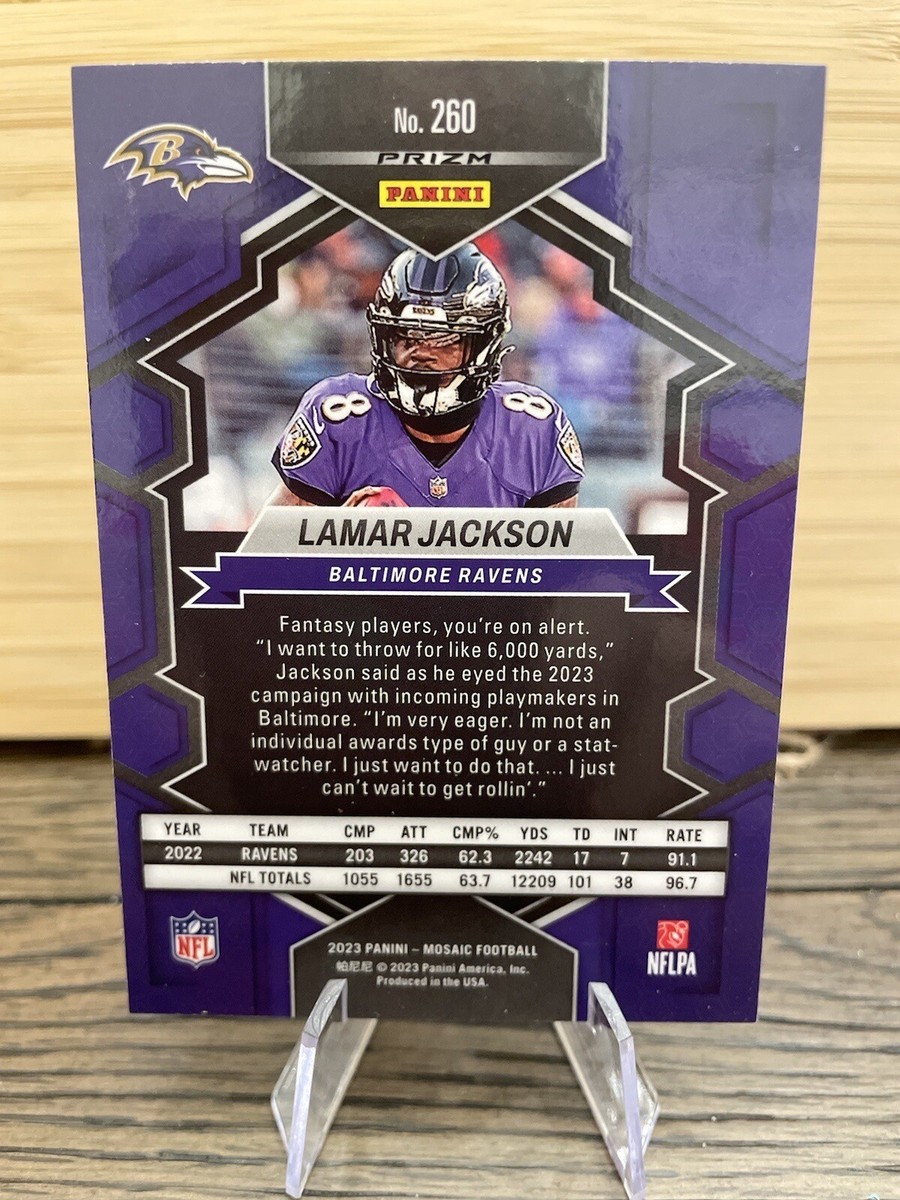 No. 260
PRIZM
PANINI
B
8 8
LAMAR JACKSON
BALTIMORE RAVENS
Fantasy players, you're on alert.
“I want to throw for like 6,000 yards,”
Jackson said as he eyed the 2023
campaign with incoming playmakers in
Baltimore. “I'm very eager. I'm not an
individual awards type of guy or a stat-
watcher. I just want to do that. ... I just
can't wait to get rollin'.”
YEAR TEAM CMP ATT CMP% YDS TD INT RATE
2022 RAVENS 203 326 62.3 2242 17 7 91.1
NFL TOTALS 1055 1655 63.7 12209 101 38 96.7
NFL
2023 PANINI – MOSAIC FOOTBALL
帕尼尼 © 2023 Panini America, Inc.
Produced in the USA.
NFLPA